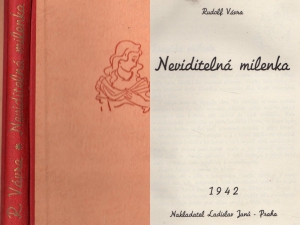 R. Vávra • Neviditelná milenka
Rudolf Vávra
Neviditelná milenka
1942
Nakladatel Ladislav Janů - Praha